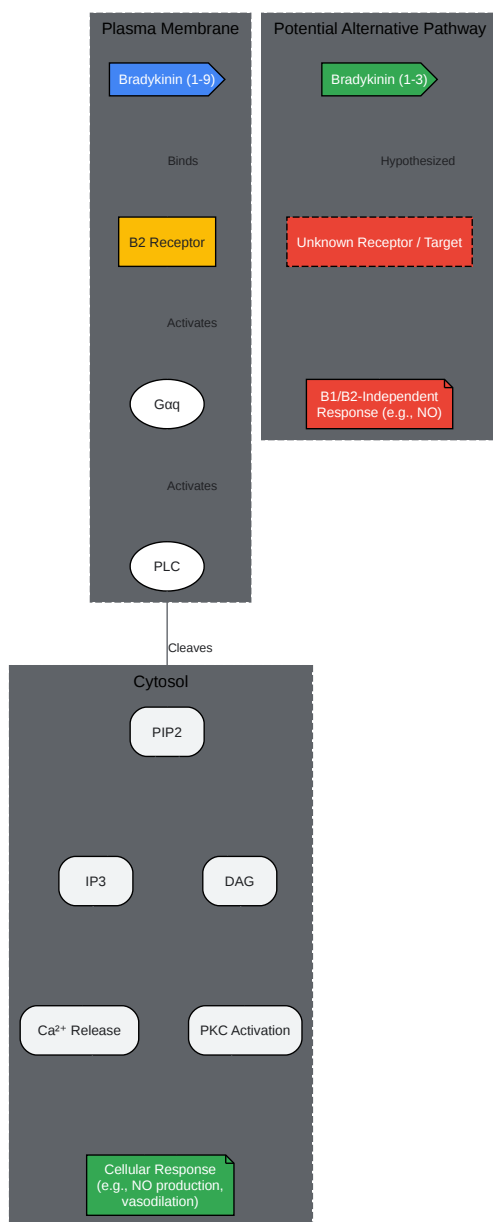 Plasma Membrane
Bradykinin (1-9)
Binds
B2 Receptor
Activates
Gαq
Activates
PLC
Cleaves
Potential Alternative Pathway
Bradykinin (1-3)
Hypothesized
Unknown Receptor / Target
B1/B2-Independent
Response (e.g., NO)
Cytosol
PIP2
IP3
DAG
Ca²⁺ Release
PKC Activation
Cellular Response
(e.g., NO production,
vasodilation)